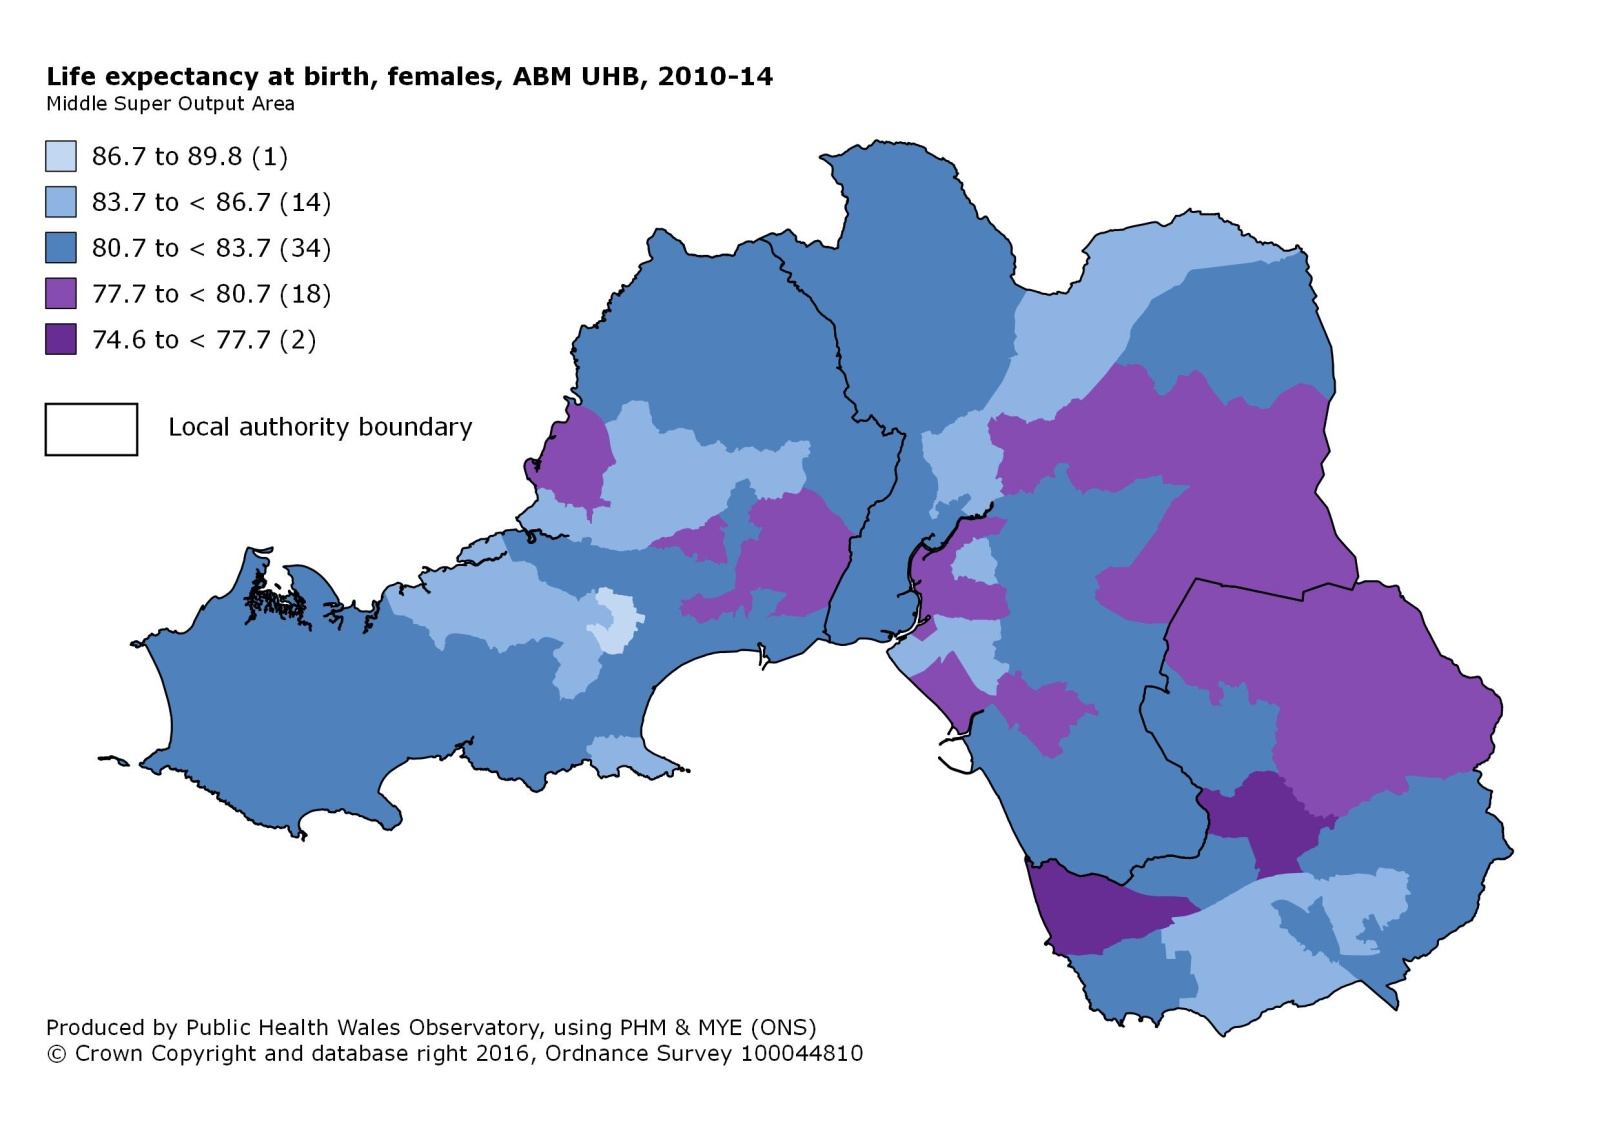 Life expectancy at birth, females, ABM UHB, 2010-14
Middle Super Output Area
86.7 to 89.8 (1)
83.7 to < 86.7 (14)
80.7 to < 83.7 (34)
77.7 to < 80.7 (18)
74.6 to < 77.7 (2)
Local authority boundary
Produced by Public Health Wales Observatory, using PHM & MYE (ONS)
© Crown Copyright and database right 2016, Ordnance Survey 100044810